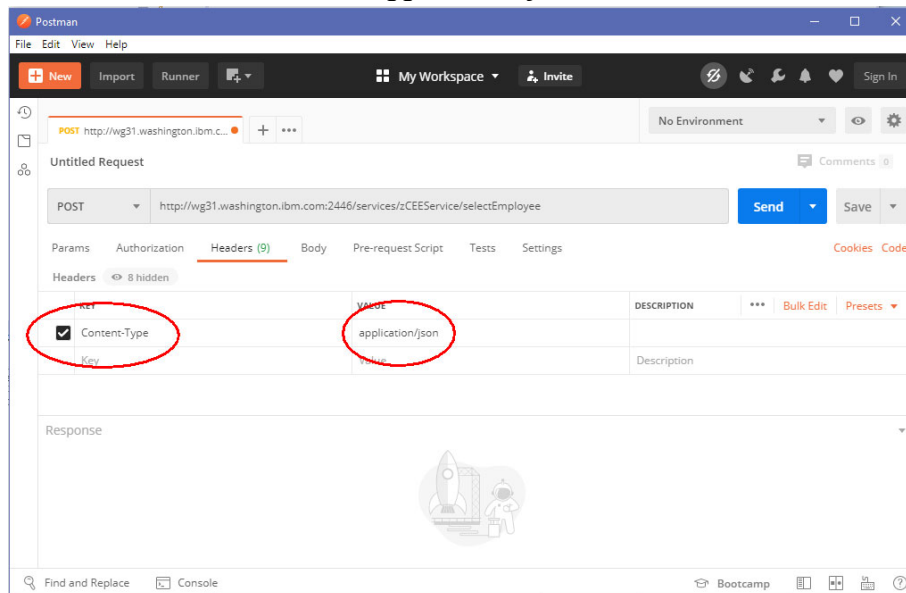 Postman
File Edit View Help
New Import Runner My Workspace Invite Sign In
POST http://wg31.washington.ibm.c... + ••• No Environment
Untitled Request Comments 0
POST http://wg31.washington.ibm.com:2446/services/zCEEService/selectEmployee Send Save
Params Authorization Headers (9) Body Pre-request Script Tests Settings Cookies Code
Headers 8 hidden
KEY VALUE DESCRIPTION ••• Bulk Edit Presets
Content-Type application/json
Key Value Description
Response
Find and Replace Console Bootcamp